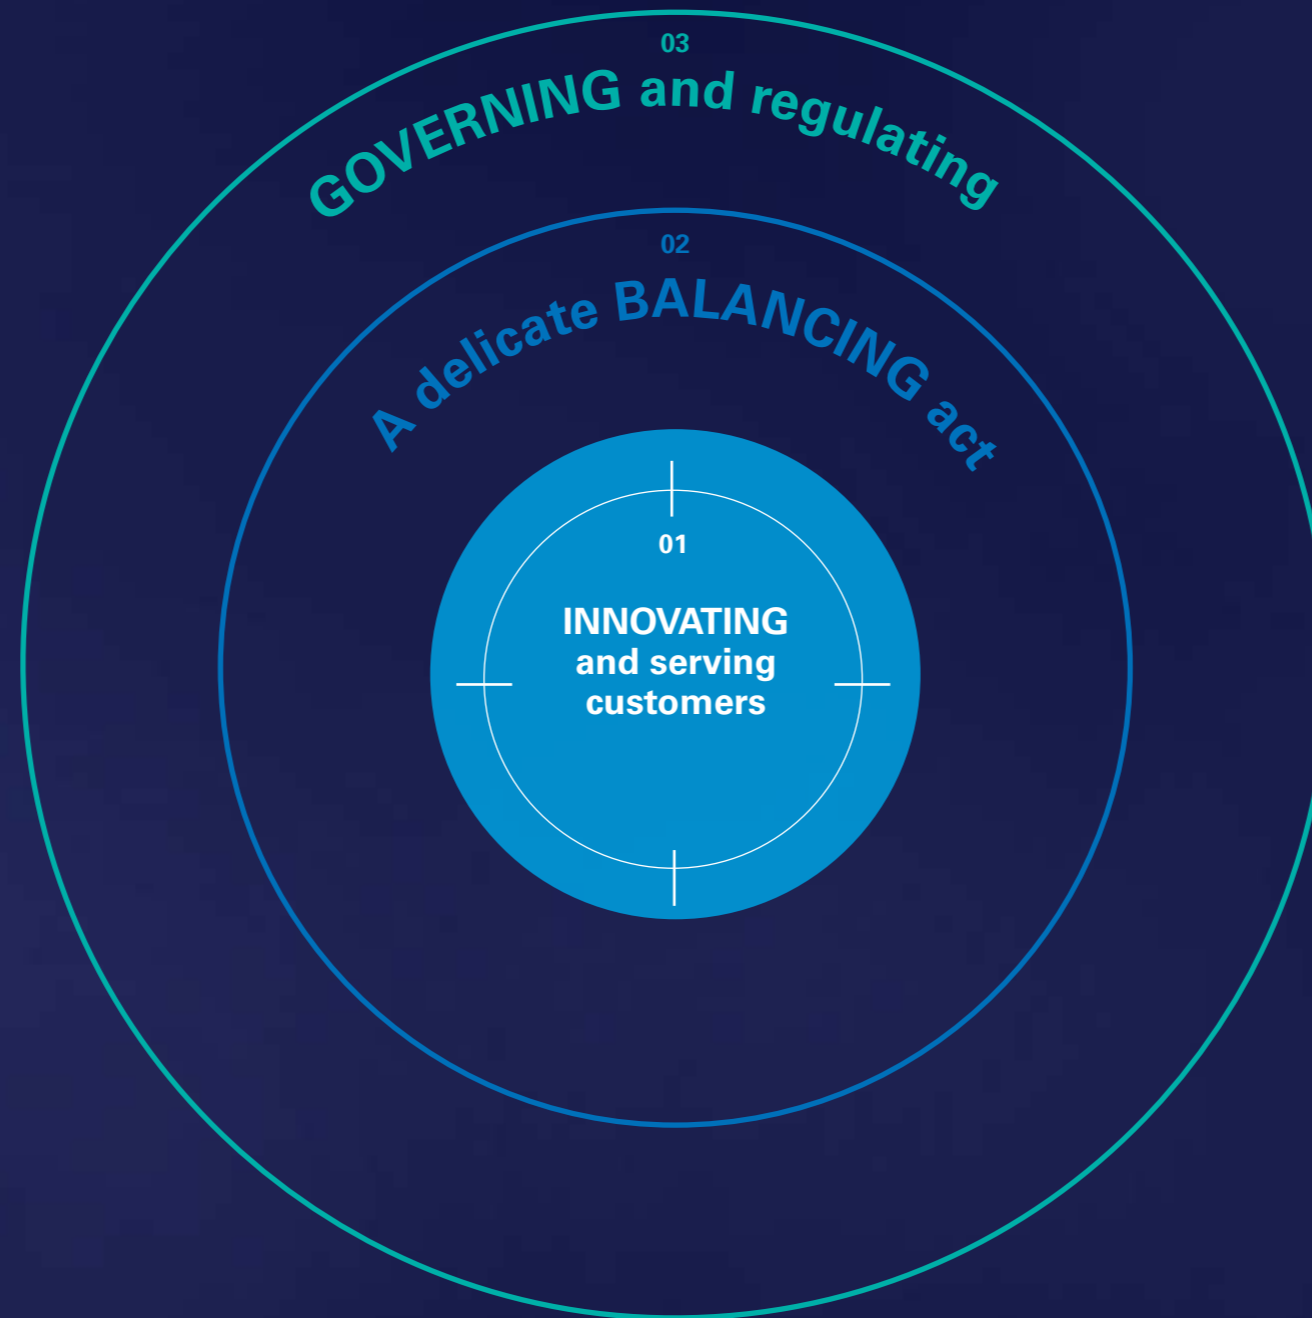 03
GOVERNING and regulating
02
A delicate BALANCING act
01
INNOVATING
and serving
customers